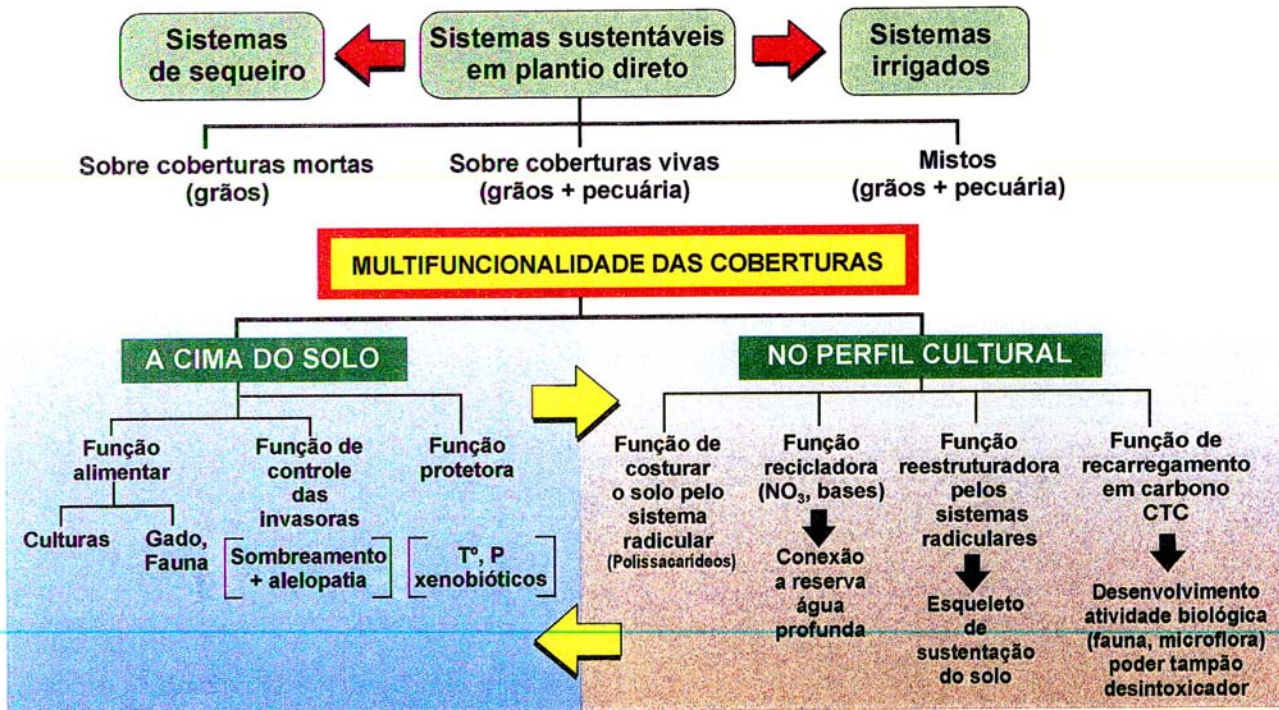 Sistemas
de sequeiro
Sistemas sustentáveis
em plantio direto
Sistemas
irrigados
Sobre coberturas mortas
(grãos)
Sobre coberturas vivas
(grãos + pecuária)
Mistos
(grãos + pecuária)
MULTIFUNCIONALIDADE DAS COBERTURAS
A CIMA DO SOLO
Função
alimentar
Culturas
Gado,
Fauna
Função de
controle
das
invasoras
Sombreamento
+ alelopatia
Função
protetora
Tº, P
xenobióticos
NO PERFIL CULTURAL
Função de
costurar
o solo pelo
sistema
radicular
(Polissacarídeos)
Função
recicladora
(NO₃, bases)
Conexão
a reserva
água
profunda
Função
reestruturadora
pelos
sistemas
radiculares
Esqueleto
de
sustentação
do solo
Função de
recarregamento
em carbono
CTC
Desenvolvimento
atividade biológica
(fauna, microflora)
poder tampão
desintoxicador